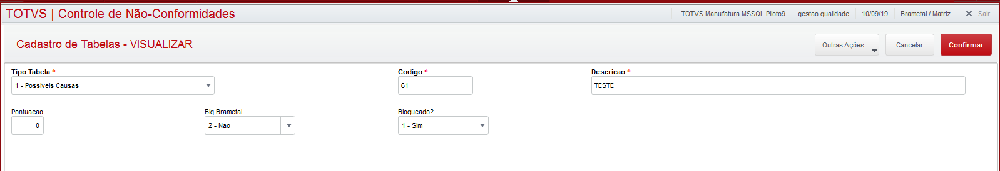 TOTVS | Controle de Não-Conformidades
TOTVS Manufatura MSSQL Piloto9
gestao.qualidade
10/09/19
Brametal / Matriz
Sair
Cadastro de Tabelas - VISUALIZAR
Outras Ações
Cancelar
Confirmar
Tipo Tabela *
Codigo *
Descricao *
1 - Possiveis Causas
61
TESTE
Pontuacao
Blq.Brametal
Bloqueado?
0
2 - Nao
1 - Sim